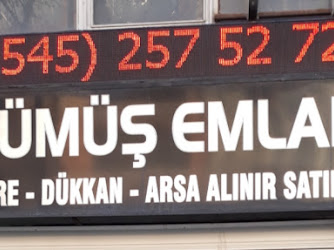 545) 257 52 72
ÜMÜŞ EMLA
RE - DÜKKAN - ARSA ALINIR SATI